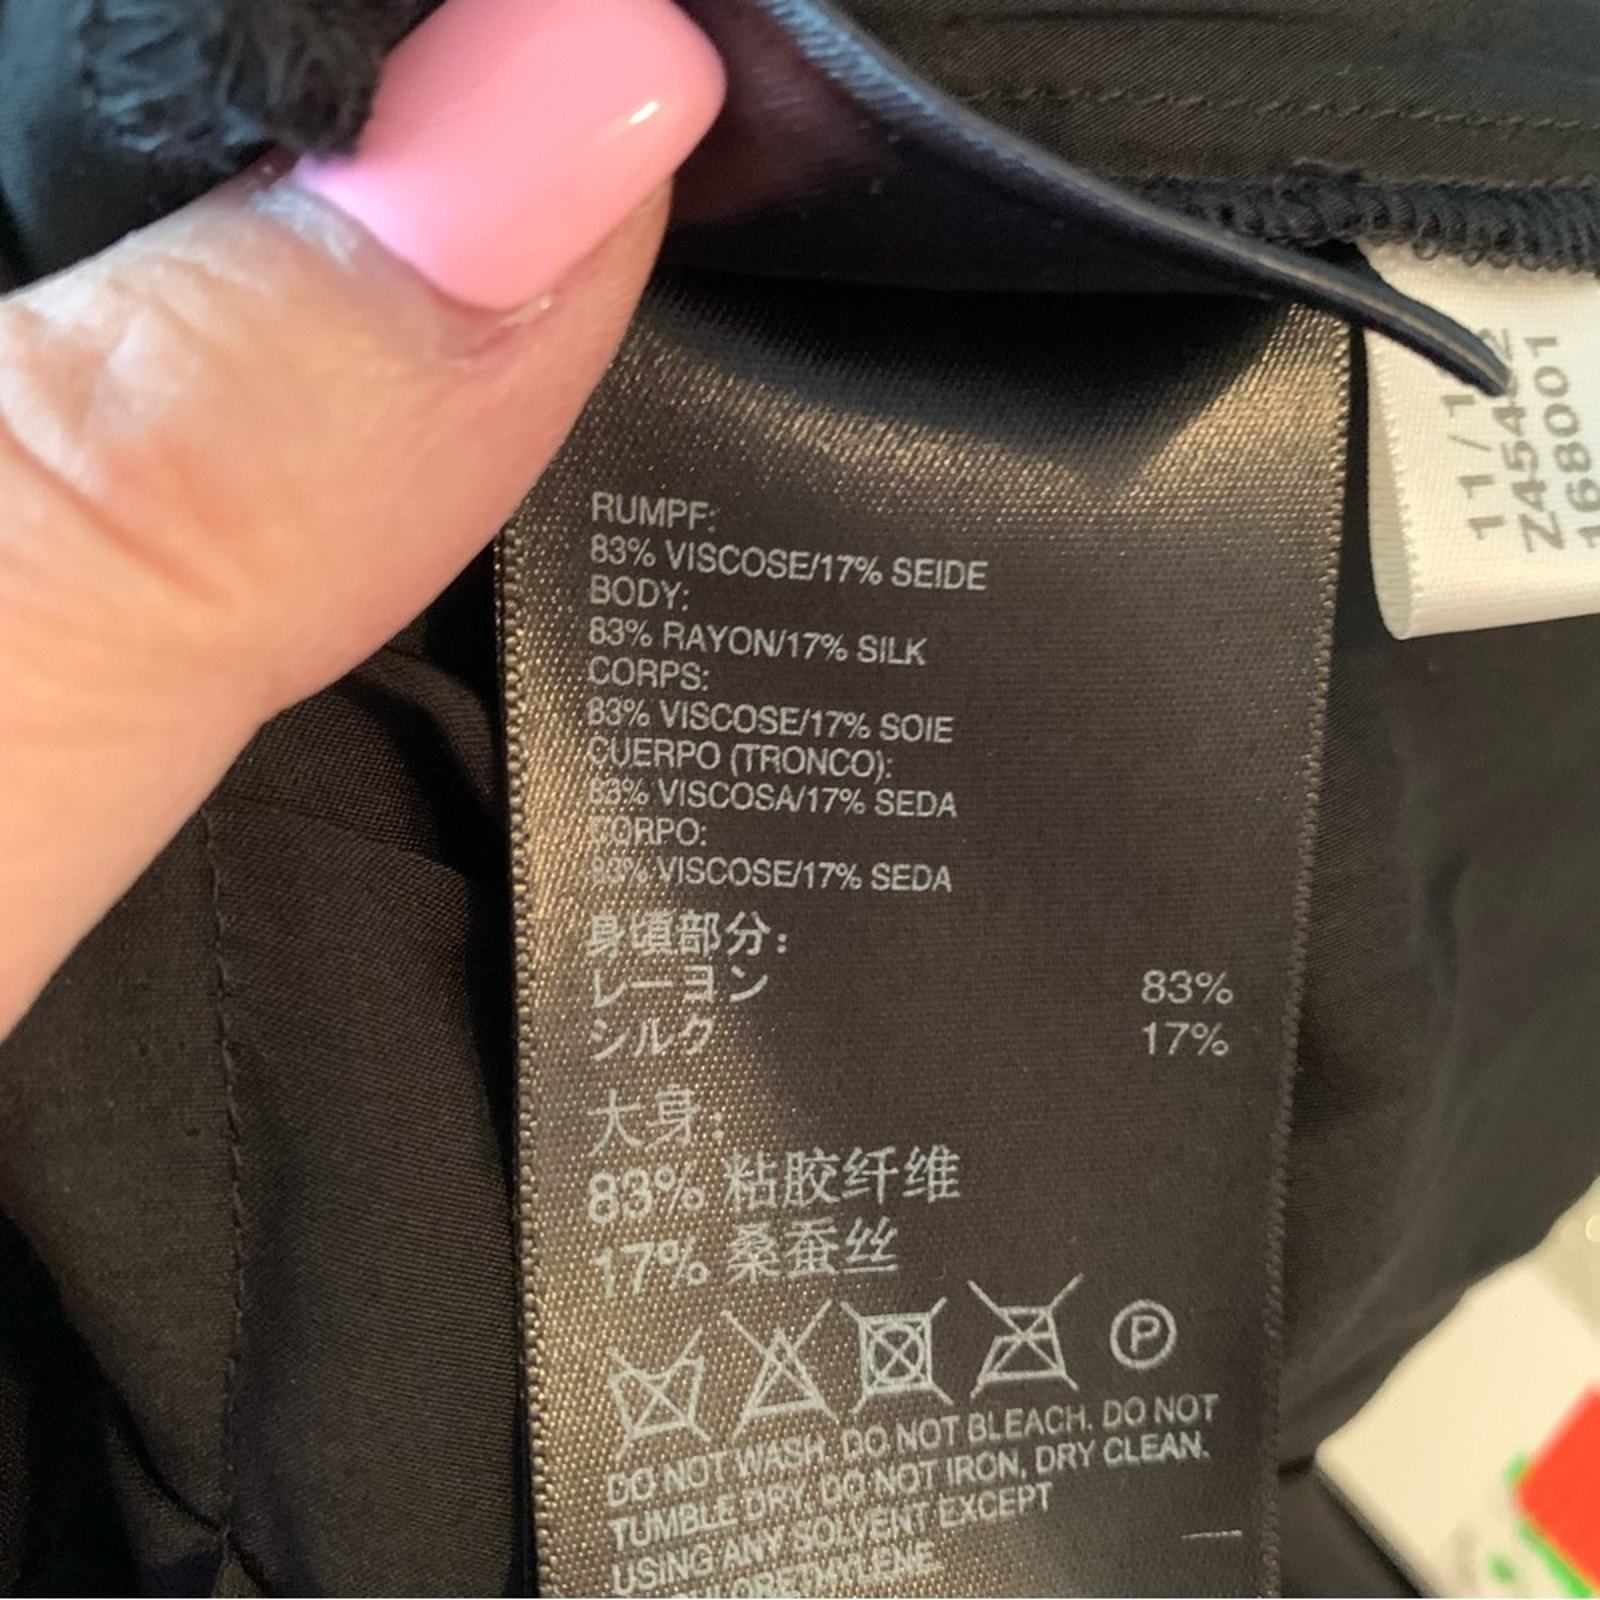 RUMPF:
83% VISCOSE/17% SEIDE
BODY:
83% RAYON/17% SILK
CORPS:
83% VISCOSE/17% SOIE
CUERPO (TRONCO):
83% VISCOSA/17% SEDA
CORPO:
83% VISCOSE/17% SEDA
身頃部分:
レーヨン 83%
シルク 17%
大身:
83% 粘胶纤维
17% 桑蚕丝
P
DO NOT WASH. DO NOT BLEACH. DO NOT
TUMBLE DRY. DO NOT IRON, DRY CLEAN.
USING ANY SOLVENT EXCEPT
168001